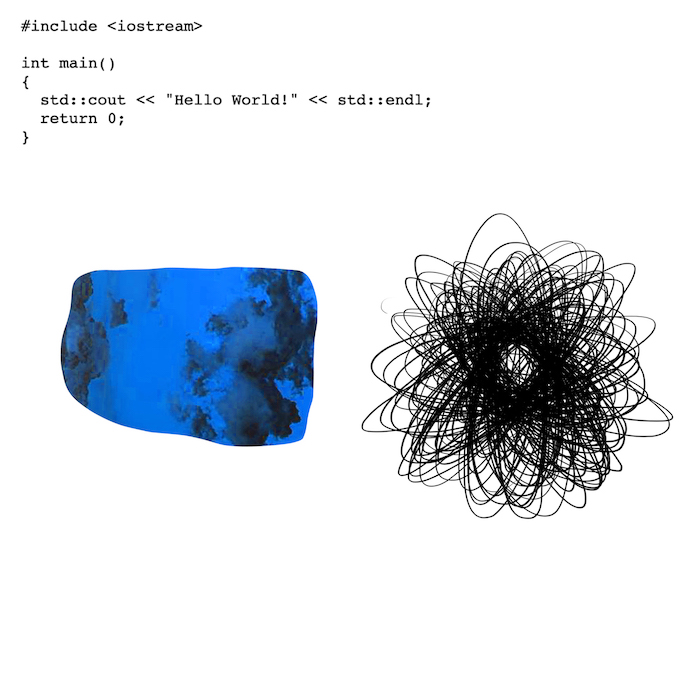 #include <iostream>
int main()
{
  std::cout << "Hello World!" << std::endl;
  return 0;
}